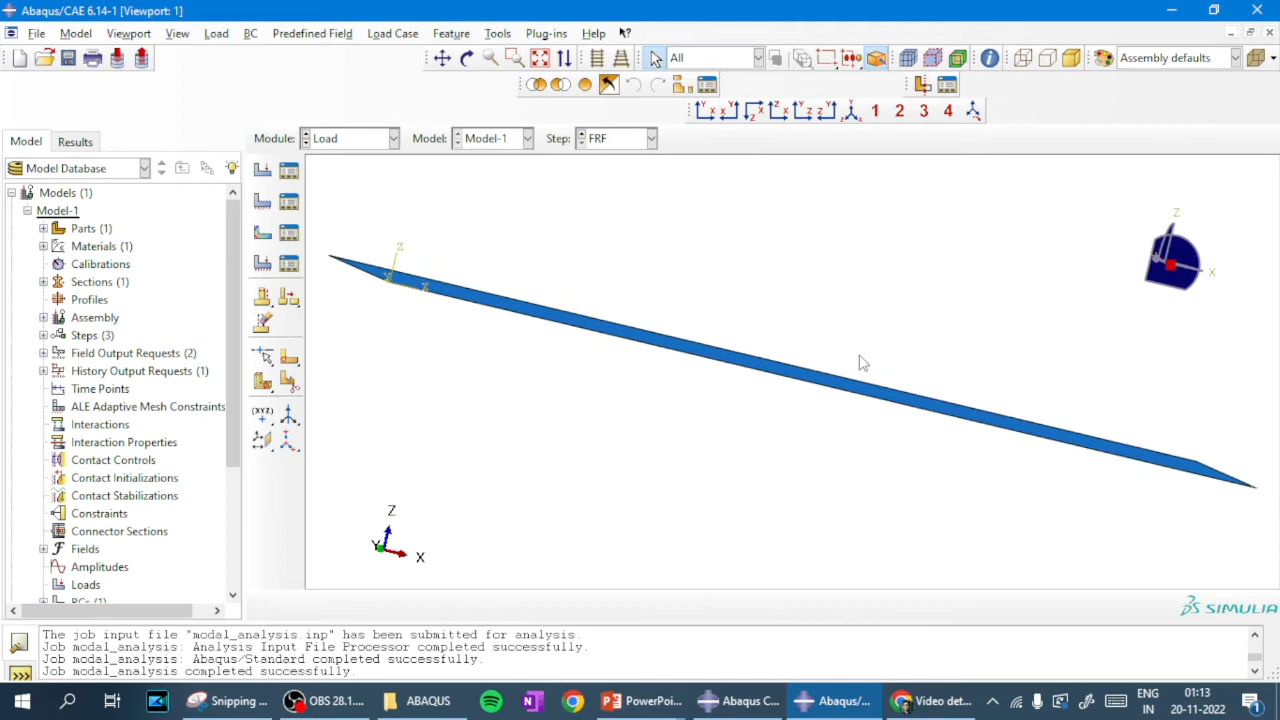 Abaqus/CAE 6.14-1 [Viewport: 1]
File Model Viewport View Load BC Predefined Field Load Case Feature Tools Plug-ins Help
All
Assembly defaults
1 2 3 4
Model Results
Module: Load Model: Model-1 Step: FRF
Model Database
Models (1)
Model-1
Parts (1)
Materials (1)
Calibrations
Sections (1)
Profiles
Assembly
Steps (3)
Field Output Requests (2)
History Output Requests (1)
Time Points
ALE Adaptive Mesh Constraints
Interactions
Interaction Properties
Contact Controls
Contact Initializations
Contact Stabilizations
Constraints
Connector Sections
Fields
Amplitudes
Loads
BCs (1)
(XYZ)
Z
X
Z
Y
X
Z
Y
X
SIMULIA
The job input file "modal_analysis.inp" has been submitted for analysis.
Job modal_analysis: Analysis Input File Processor completed successfully.
Job modal_analysis: Abaqus/Standard completed successfully.
Job modal_analysis completed successfully.
>>>
Snipping ... OBS 28.1.... ABAQUS PowerPoi... Abaqus C... Abaqus/... Video det...
ENG
IN
01:13
20-11-2022
1